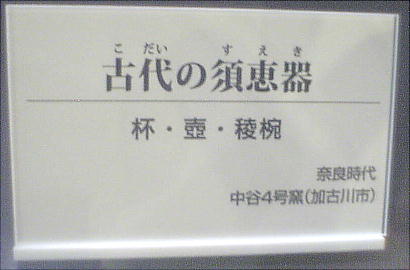 こ だい す え き
古代の須恵器
杯・壺・稜椀
奈良時代
中谷4号窯(加古川市)